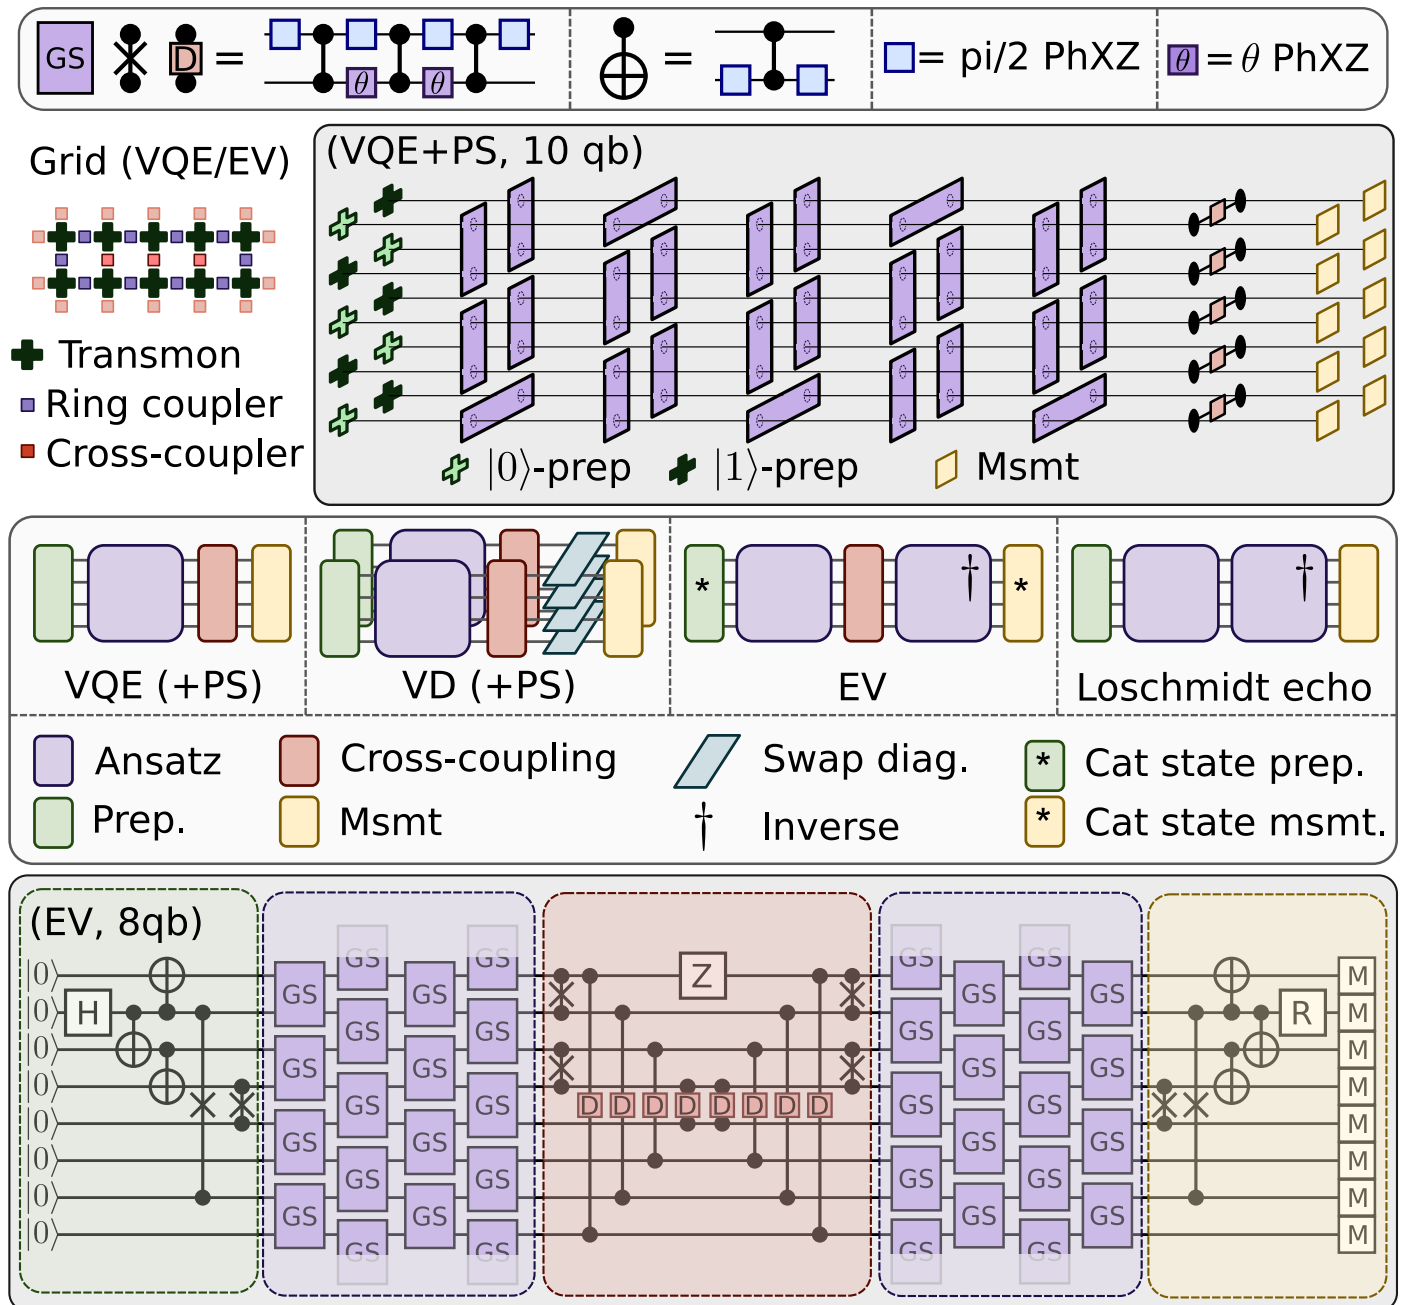 GS D = θ θ = = pi/2 PhXZ θ = θ PhXZ
Grid (VQE/EV)
Transmon
Ring coupler
Cross-coupler
(VQE+PS, 10 qb)
|0⟩-prep |1⟩-prep Msmt
* † * †
VQE (+PS) VD (+PS) EV Loschmidt echo
Ansatz Cross-coupling Swap diag. * Cat state prep.
Prep. Msmt † Inverse * Cat state msmt.
(EV, 8qb)
GS GS GS GS
|0⟩ GS GS Z GS GS M
|0⟩ H GS GS GS GS R M
|0⟩ GS GS GS GS M
|0⟩ GS GS GS GS M
D D D D D D D D
|0⟩ GS GS GS GS M
|0⟩ GS GS GS GS M
|0⟩ GS GS GS GS M
|0⟩ GS GS GS GS M